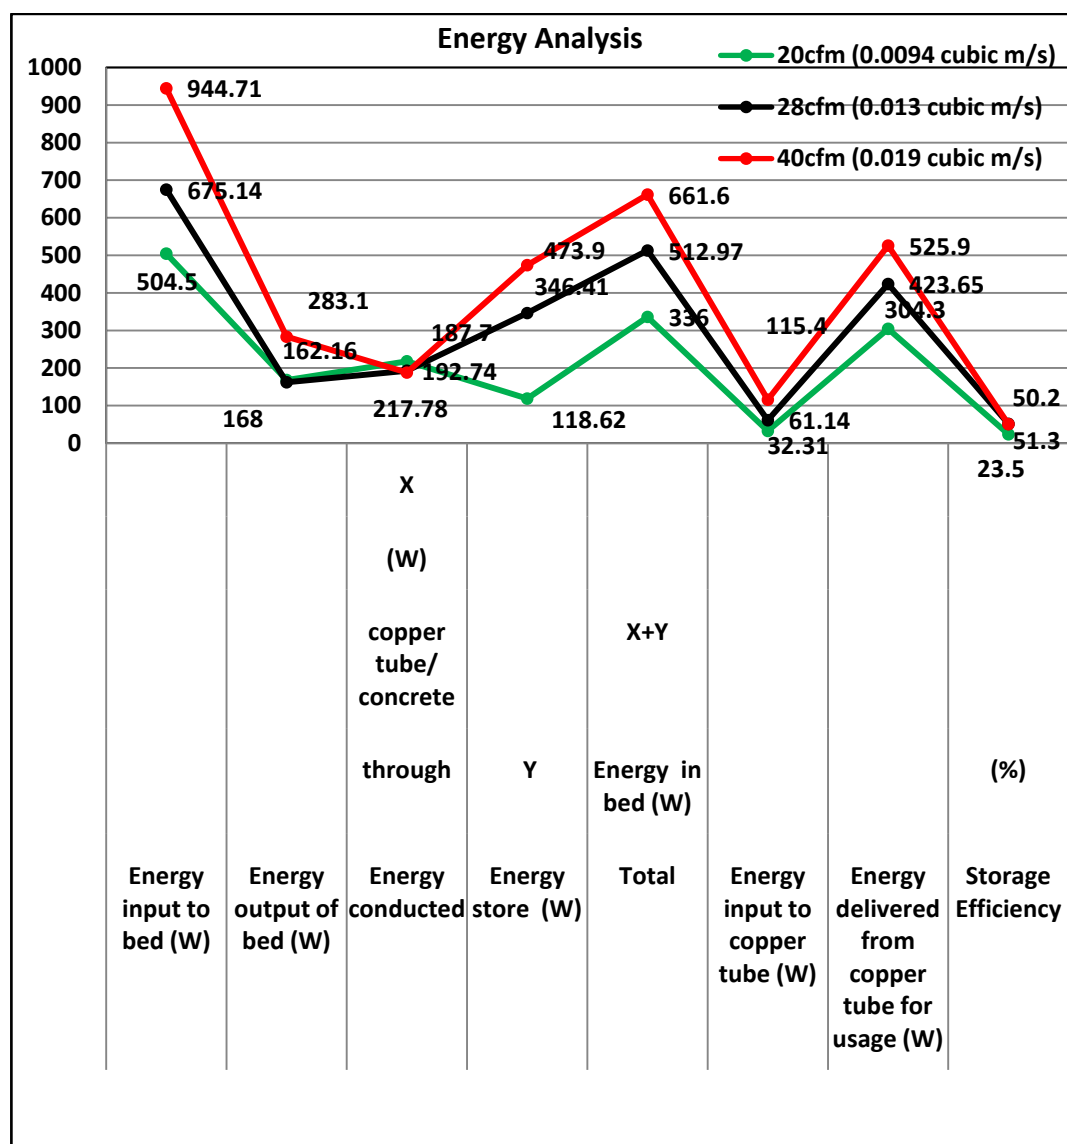 Energy Analysis
20cfm (0.0094 cubic m/s)
28cfm (0.013 cubic m/s)
40cfm (0.019 cubic m/s)
1000
900
800
700
600
500
400
300
200
100
0
944.71
675.14
504.5
283.1
162.16
168
187.7
192.74
217.78
473.9
346.41
118.62
661.6
512.97
336
115.4
61.14
32.31
525.9
423.65
304.3
50.2
51.3
23.5
X
(W)
copper
tube/
concrete
through
Y
X+Y
Energy in
bed (W)
(%)
Energy
input to
bed (W)
Energy
output of
bed (W)
Energy
conducted
Energy
store (W)
Total
Energy
input to
copper
tube (W)
Energy
delivered
from
copper
tube for
usage (W)
Storage
Efficiency